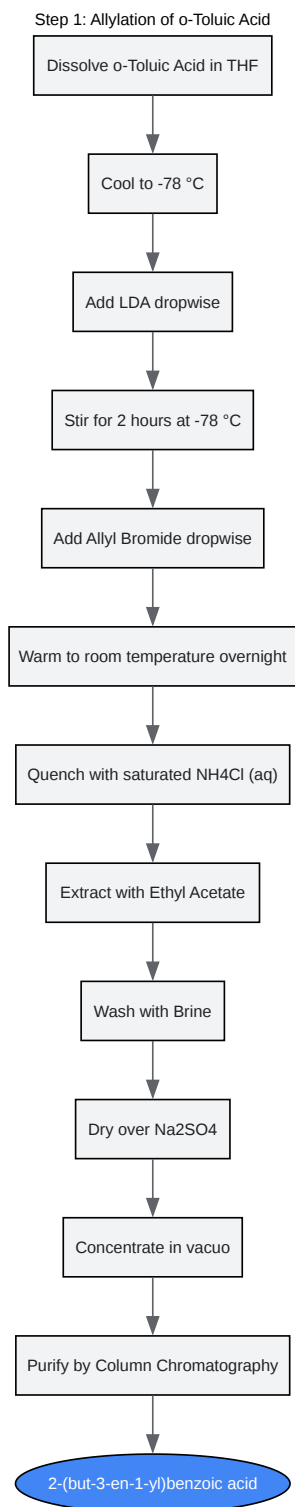 Step 1: Allylation of o-Toluic Acid
Dissolve o-Toluic Acid in THF
Cool to -78 °C
Add LDA dropwise
Stir for 2 hours at -78 °C
Add Allyl Bromide dropwise
Warm to room temperature overnight
Quench with saturated NH4Cl (aq)
Extract with Ethyl Acetate
Wash with Brine
Dry over Na2SO4
Concentrate in vacuo
Purify by Column Chromatography
2-(but-3-en-1-yl)benzoic acid